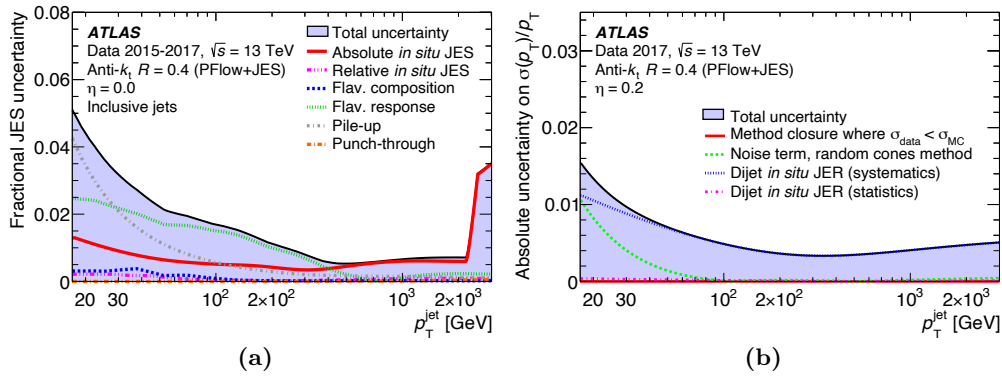 Fractional JES uncertainty
0.08
0.06
0.04
0.02
0
ATLAS
Data 2015-2017, √s = 13 TeV
Anti-kt R = 0.4 (PFlow+JES)
η = 0.0
Inclusive jets
Total uncertainty
Absolute in situ JES
Relative in situ JES
Flav. composition
Flav. response
Pile-up
Punch-through
20 30 10² 2×10² 10³ 2×10³
pT^jet [GeV]
(a)
Absolute uncertainty on σ(pT)/pT
0.03
0.02
0.01
0
ATLAS
Data 2017, √s = 13 TeV
Anti-kt R = 0.4 (PFlow+JES)
η = 0.2
Total uncertainty
Method closure where σdata < σMC
Noise term, random cones method
Dijet in situ JER (systematics)
Dijet in situ JER (statistics)
20 30 10² 2×10² 10³ 2×10³
pT^jet [GeV]
(b)